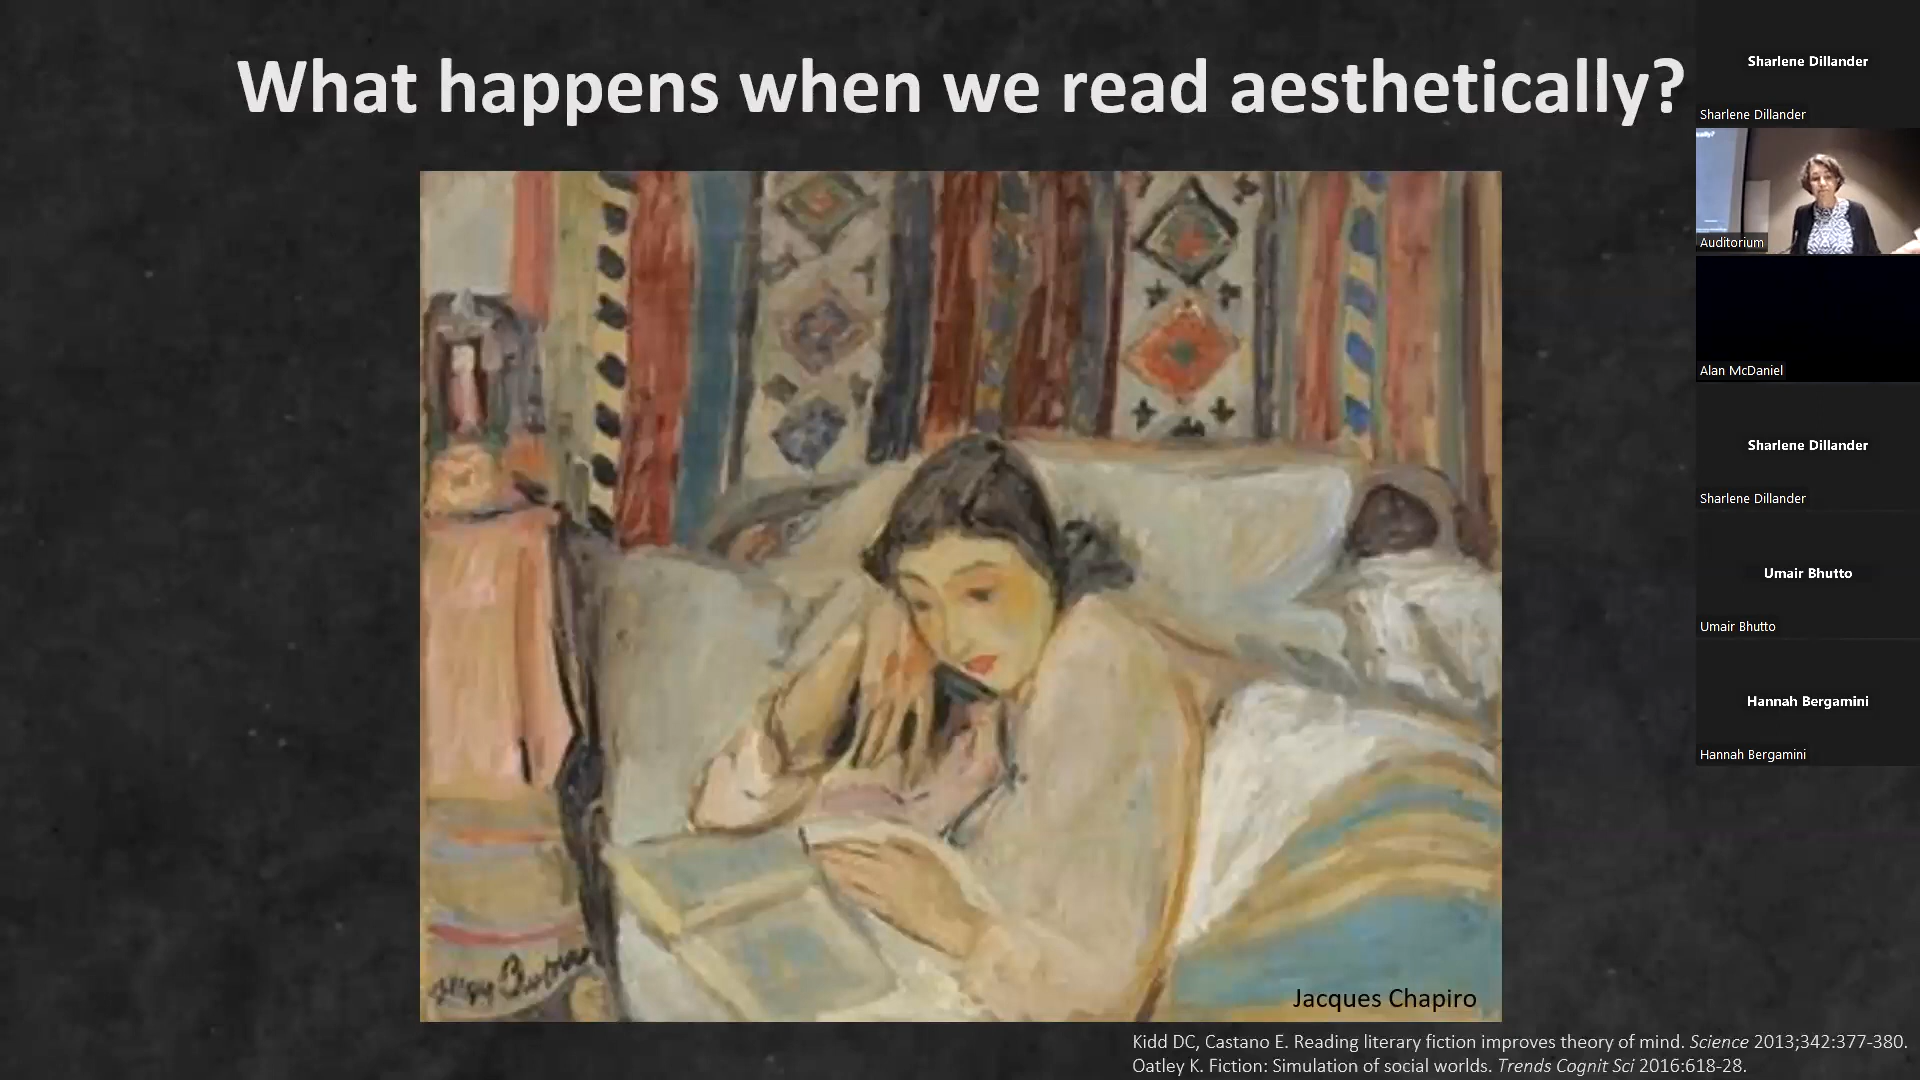 What happens when we read aesthetically?
Jacques Chapiro
Kidd DC, Castano E. Reading literary fiction improves theory of mind. Science 2013;342:377-380.
Oatley K. Fiction: Simulation of social worlds. Trends Cognit Sci 2016:618-28.
Sharlene Dillander
Sharlene Dillander
Auditorium
Alan McDaniel
Sharlene Dillander
Sharlene Dillander
Umair Bhutto
Umair Bhutto
Hannah Bergamini
Hannah Bergamini